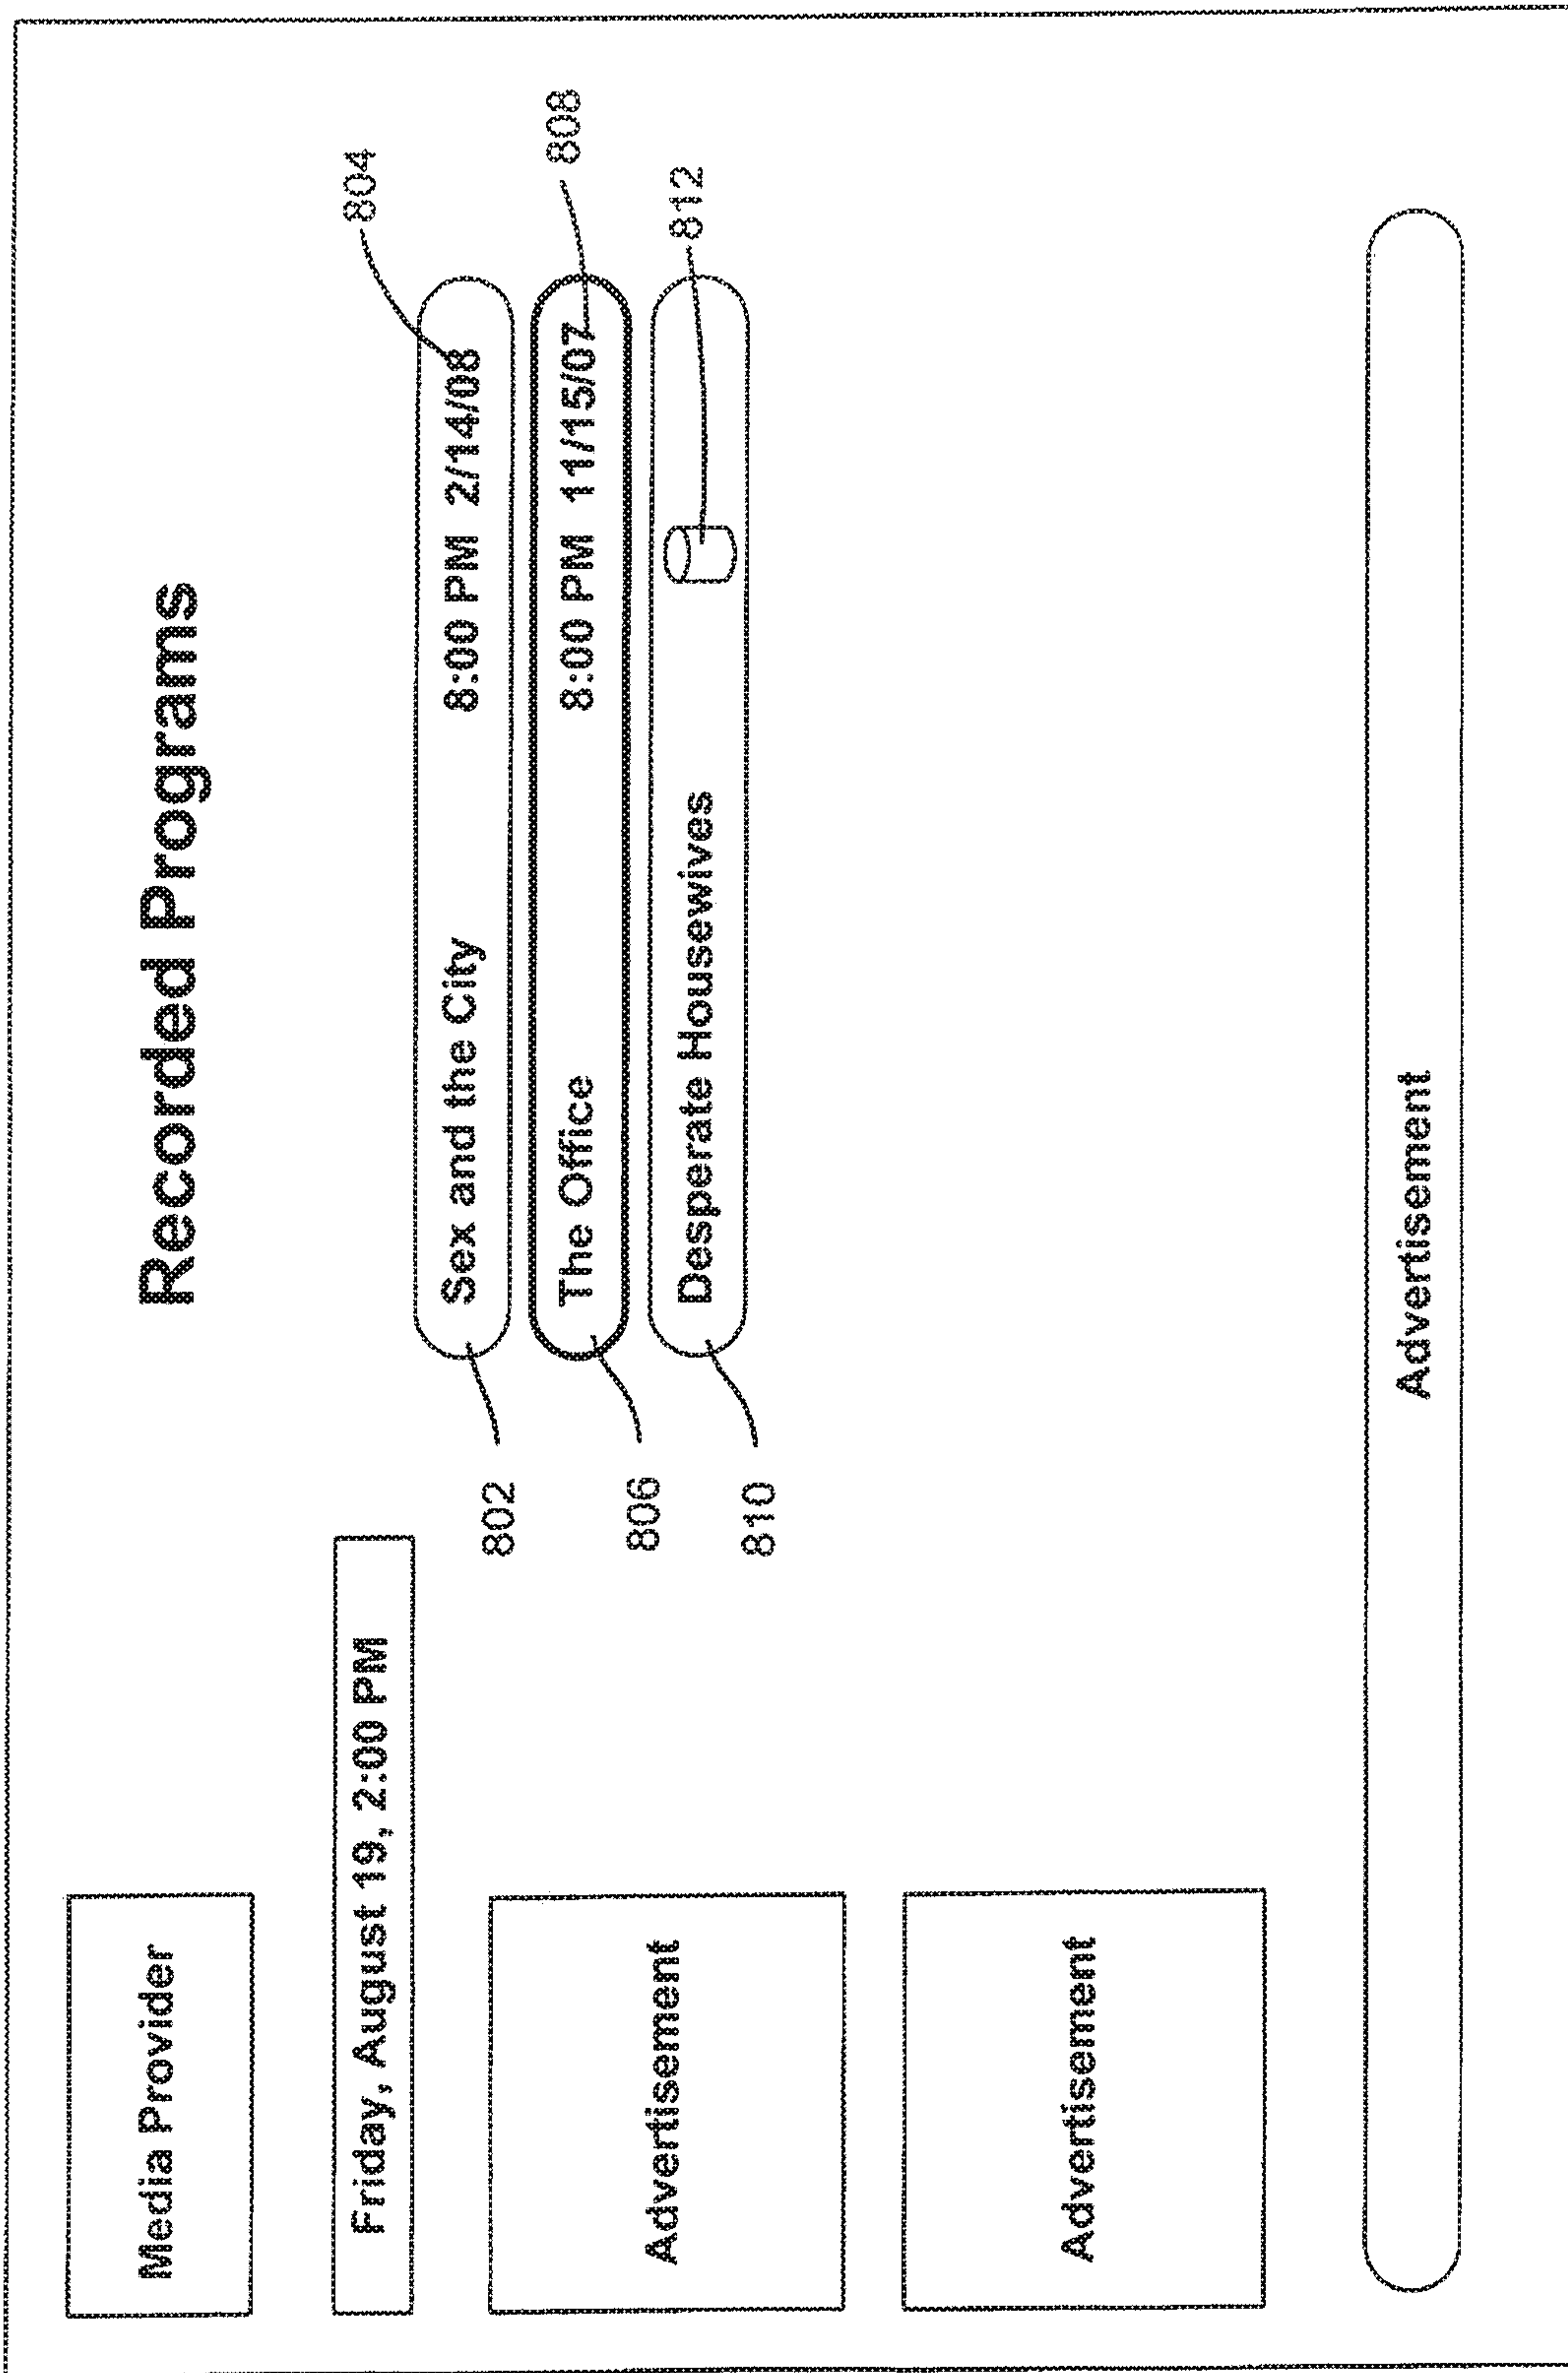 Media Provider
Recorded Programs
Friday, August 19, 2:00 PM
804
802
Sex and the City 8:00 PM 2/14/08
808
806
The Office 8:00 PM 11/15/07
812
810
Desperate Housewives
Advertisement
Advertisement
Advertisement